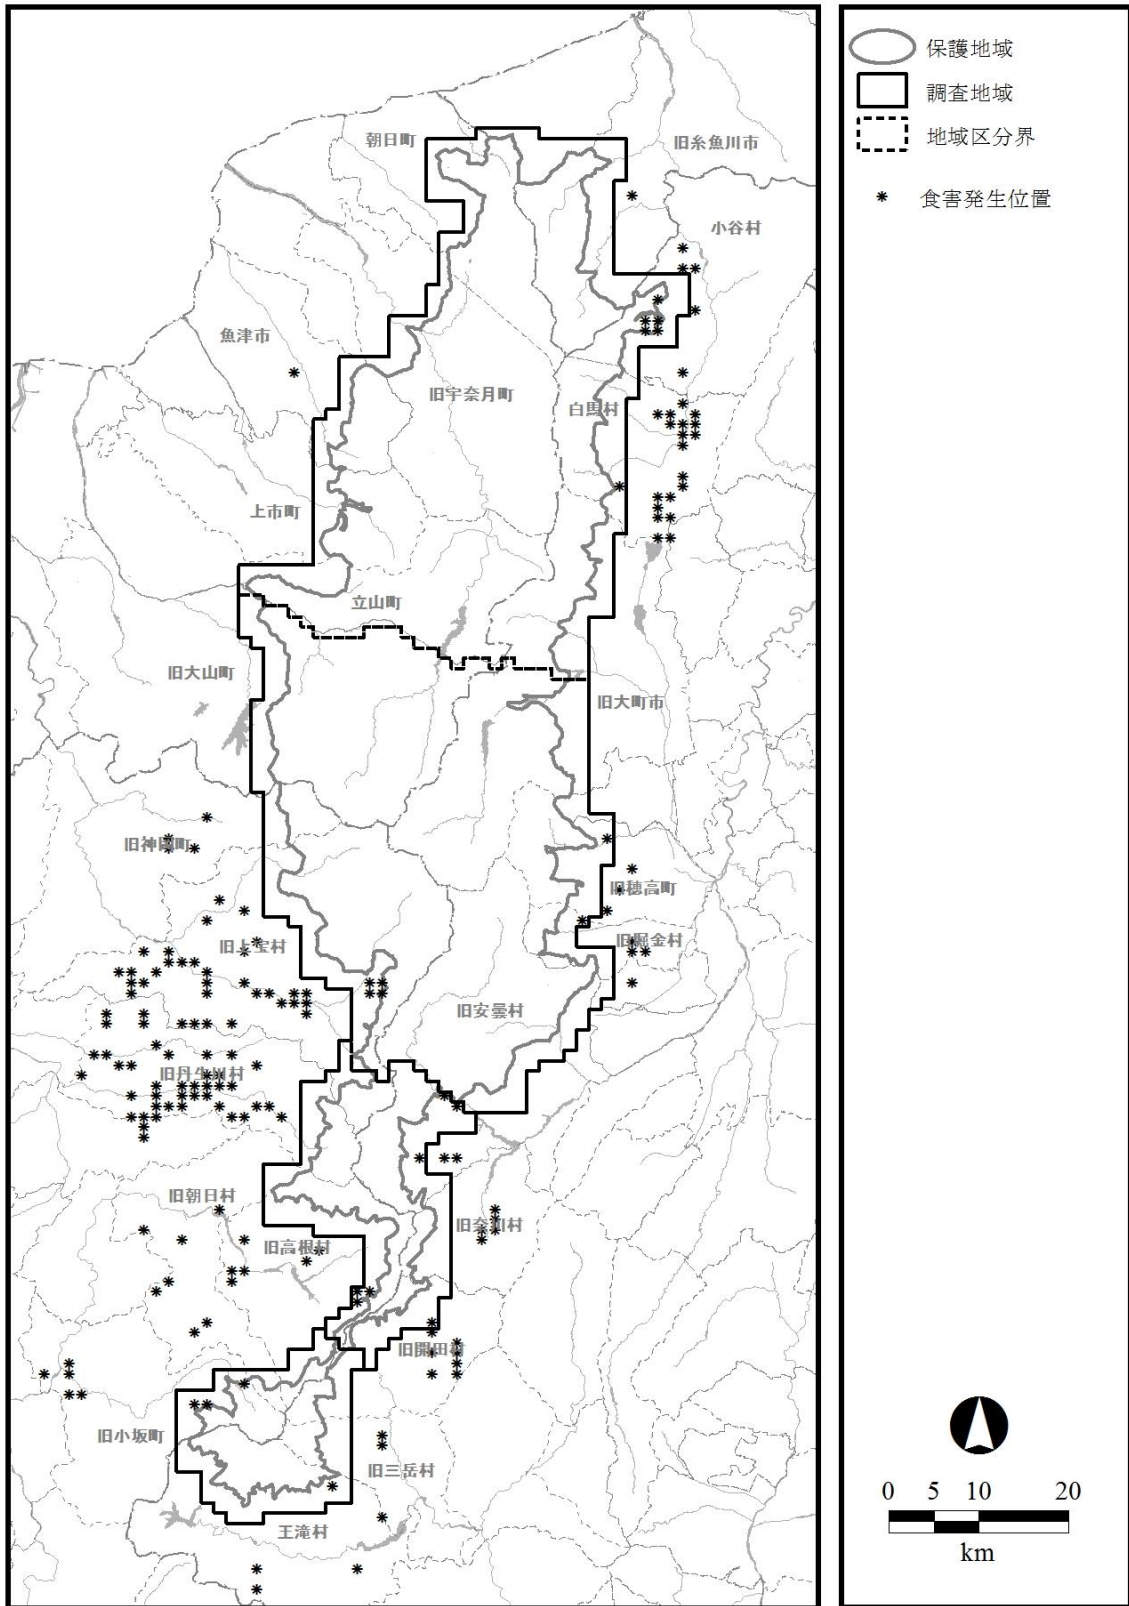 朝日町
旧糸魚川市
小谷村
魚津市
旧宇奈月町
白馬村
上市町
立山町
旧大山町
旧大町市
旧神岡町
旧穂高町
旧上宝村
旧堀金村
旧安曇村
旧丹生川村
旧朝日村
旧奈川村
旧高根村
旧開田村
旧小坂町
旧三岳村
王滝村
保護地域
調査地域
地域区分界
* 食害発生位置
0 5 10 20
km